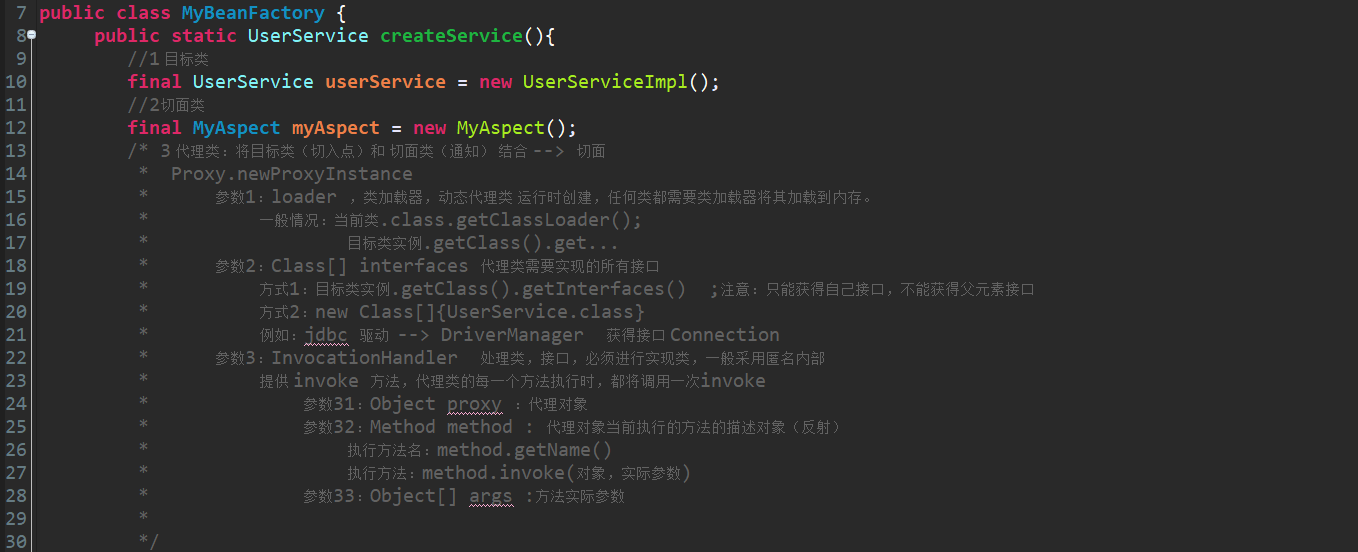 7 public class MyBeanFactory {
8 public static UserService createService(){
9 //1 目标类
10 final UserService userService = new UserServiceImpl();
11 //2切面类
12 final MyAspect myAspect = new MyAspect();
13 /* 3 代理类：将目标类（切入点）和 切面类（通知） 结合 --> 切面
14 * Proxy.newProxyInstance
15 * 参数1：loader ，类加载器，动态代理类 运行时创建，任何类都需要类加载器将其加载到内存。
16 * 一般情况：当前类.class.getClassLoader();
17 * 目标类实例.getClass().get...
18 * 参数2：Class[] interfaces 代理类需要实现的所有接口
19 * 方式1：目标类实例.getClass().getInterfaces() ;注意：只能获得自己接口，不能获得父元素接口
20 * 方式2：new Class[]{UserService.class}
21 * 例如：jdbc 驱动 --> DriverManager 获得接口 Connection
22 * 参数3：InvocationHandler 处理类，接口，必须进行实现类，一般采用匿名内部
23 * 提供 invoke 方法，代理类的每一个方法执行时，都将调用一次invoke
24 * 参数31：Object proxy ：代理对象
25 * 参数32：Method method : 代理对象当前执行的方法的描述对象（反射）
26 * 执行方法名：method.getName()
27 * 执行方法：method.invoke(对象，实际参数)
28 * 参数33：Object[] args :方法实际参数
29 *
30 */